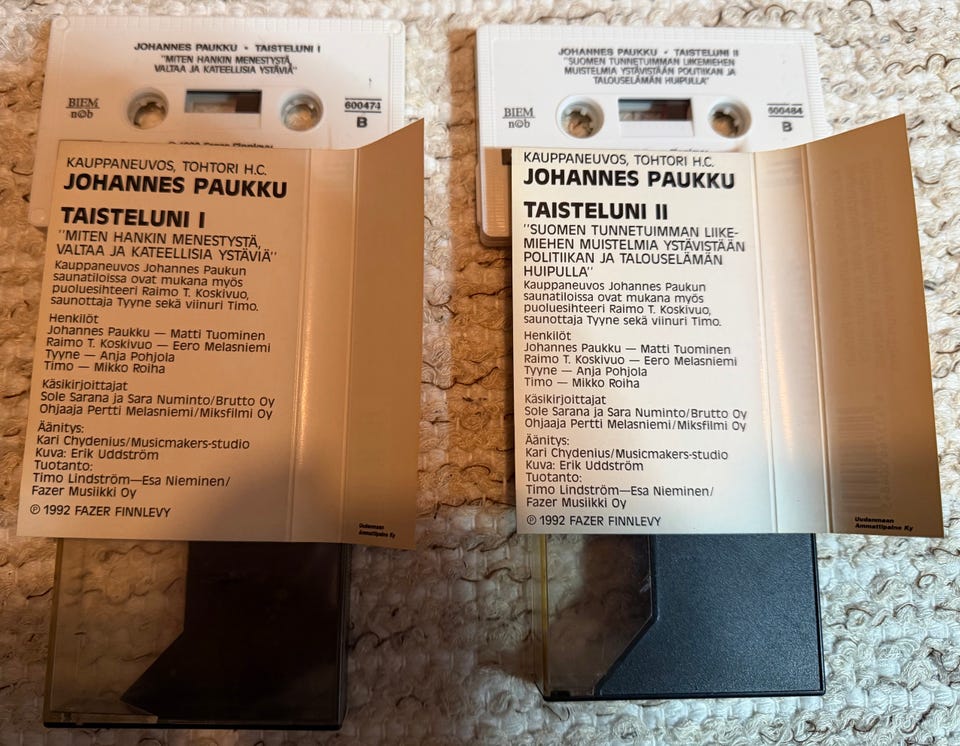 JOHANNES PAUKKU • TAISTELUNI I
"MITEN HANKIN MENESTYSTÄ,
VALTAA JA KATEELLISIA YSTÄVIÄ"
BIEM
n©b
600474
B
KAUPPANEUVOS, TOHTORI H.C.
JOHANNES PAUKKU
TAISTELUNI I
"MITEN HANKIN MENESTYSTÄ,
VALTAA JA KATEELLISIA YSTÄVIÄ"
Kauppaneuvos Johannes Paukun
saunatiloissa ovat mukana myös
puoluesihteeri Raimo T. Koskivuo,
saunottaja Tyyne sekä viinuri Timo.
Henkilöt
Johannes Paukku — Matti Tuominen
Raimo T. Koskivuo — Eero Melasniemi
Tyyne — Anja Pohjola
Timo — Mikko Roiha
Käsikirjoittajat
Sole Sarana ja Sara Numinto/Brutto Oy
Ohjaaja Pertti Melasniemi/Miksfilmi Oy
Äänitys:
Kari Chydenius/Musicmakers-studio
Kuva: Erik Uddström
Tuotanto:
Timo Lindström—Esa Nieminen/
Fazer Musiikki Oy
℗ 1992 FAZER FINNLEVY
Uudenmaan
Ammattipaino Ky
JOHANNES PAUKKU • TAISTELUNI II
"SUOMEN TUNNETUIMMAN LIIKEMIEHEN
MUISTELMIA YSTÄVISTÄÄN POLITIIKAN JA
TALOUSELÄMÄN HUIPULLA"
BIEM
n©b
600484
B
KAUPPANEUVOS, TOHTORI H.C.
JOHANNES PAUKKU
TAISTELUNI II
"SUOMEN TUNNETUIMMAN LIIKE-
MIEHEN MUISTELMIA YSTÄVISTÄÄN
POLITIIKAN JA TALOUSELÄMÄN
HUIPULLA"
Kauppaneuvos Johannes Paukun
saunatiloissa ovat mukana myös
puoluesihteeri Raimo T. Koskivuo,
saunottaja Tyyne sekä viinuri Timo.
Henkilöt
Johannes Paukku — Matti Tuominen
Raimo T. Koskivuo — Eero Melasniemi
Tyyne — Anja Pohjola
Timo — Mikko Roiha
Käsikirjoittajat
Sole Sarana ja Sara Numinto/Brutto Oy
Ohjaaja Pertti Melasniemi/Miksfilmi Oy
Äänitys:
Kari Chydenius/Musicmakers-studio
Kuva: Erik Uddström
Tuotanto:
Timo Lindström—Esa Nieminen/
Fazer Musiikki Oy
℗ 1992 FAZER FINNLEVY
Uudenmaan
Ammattipaino Ky